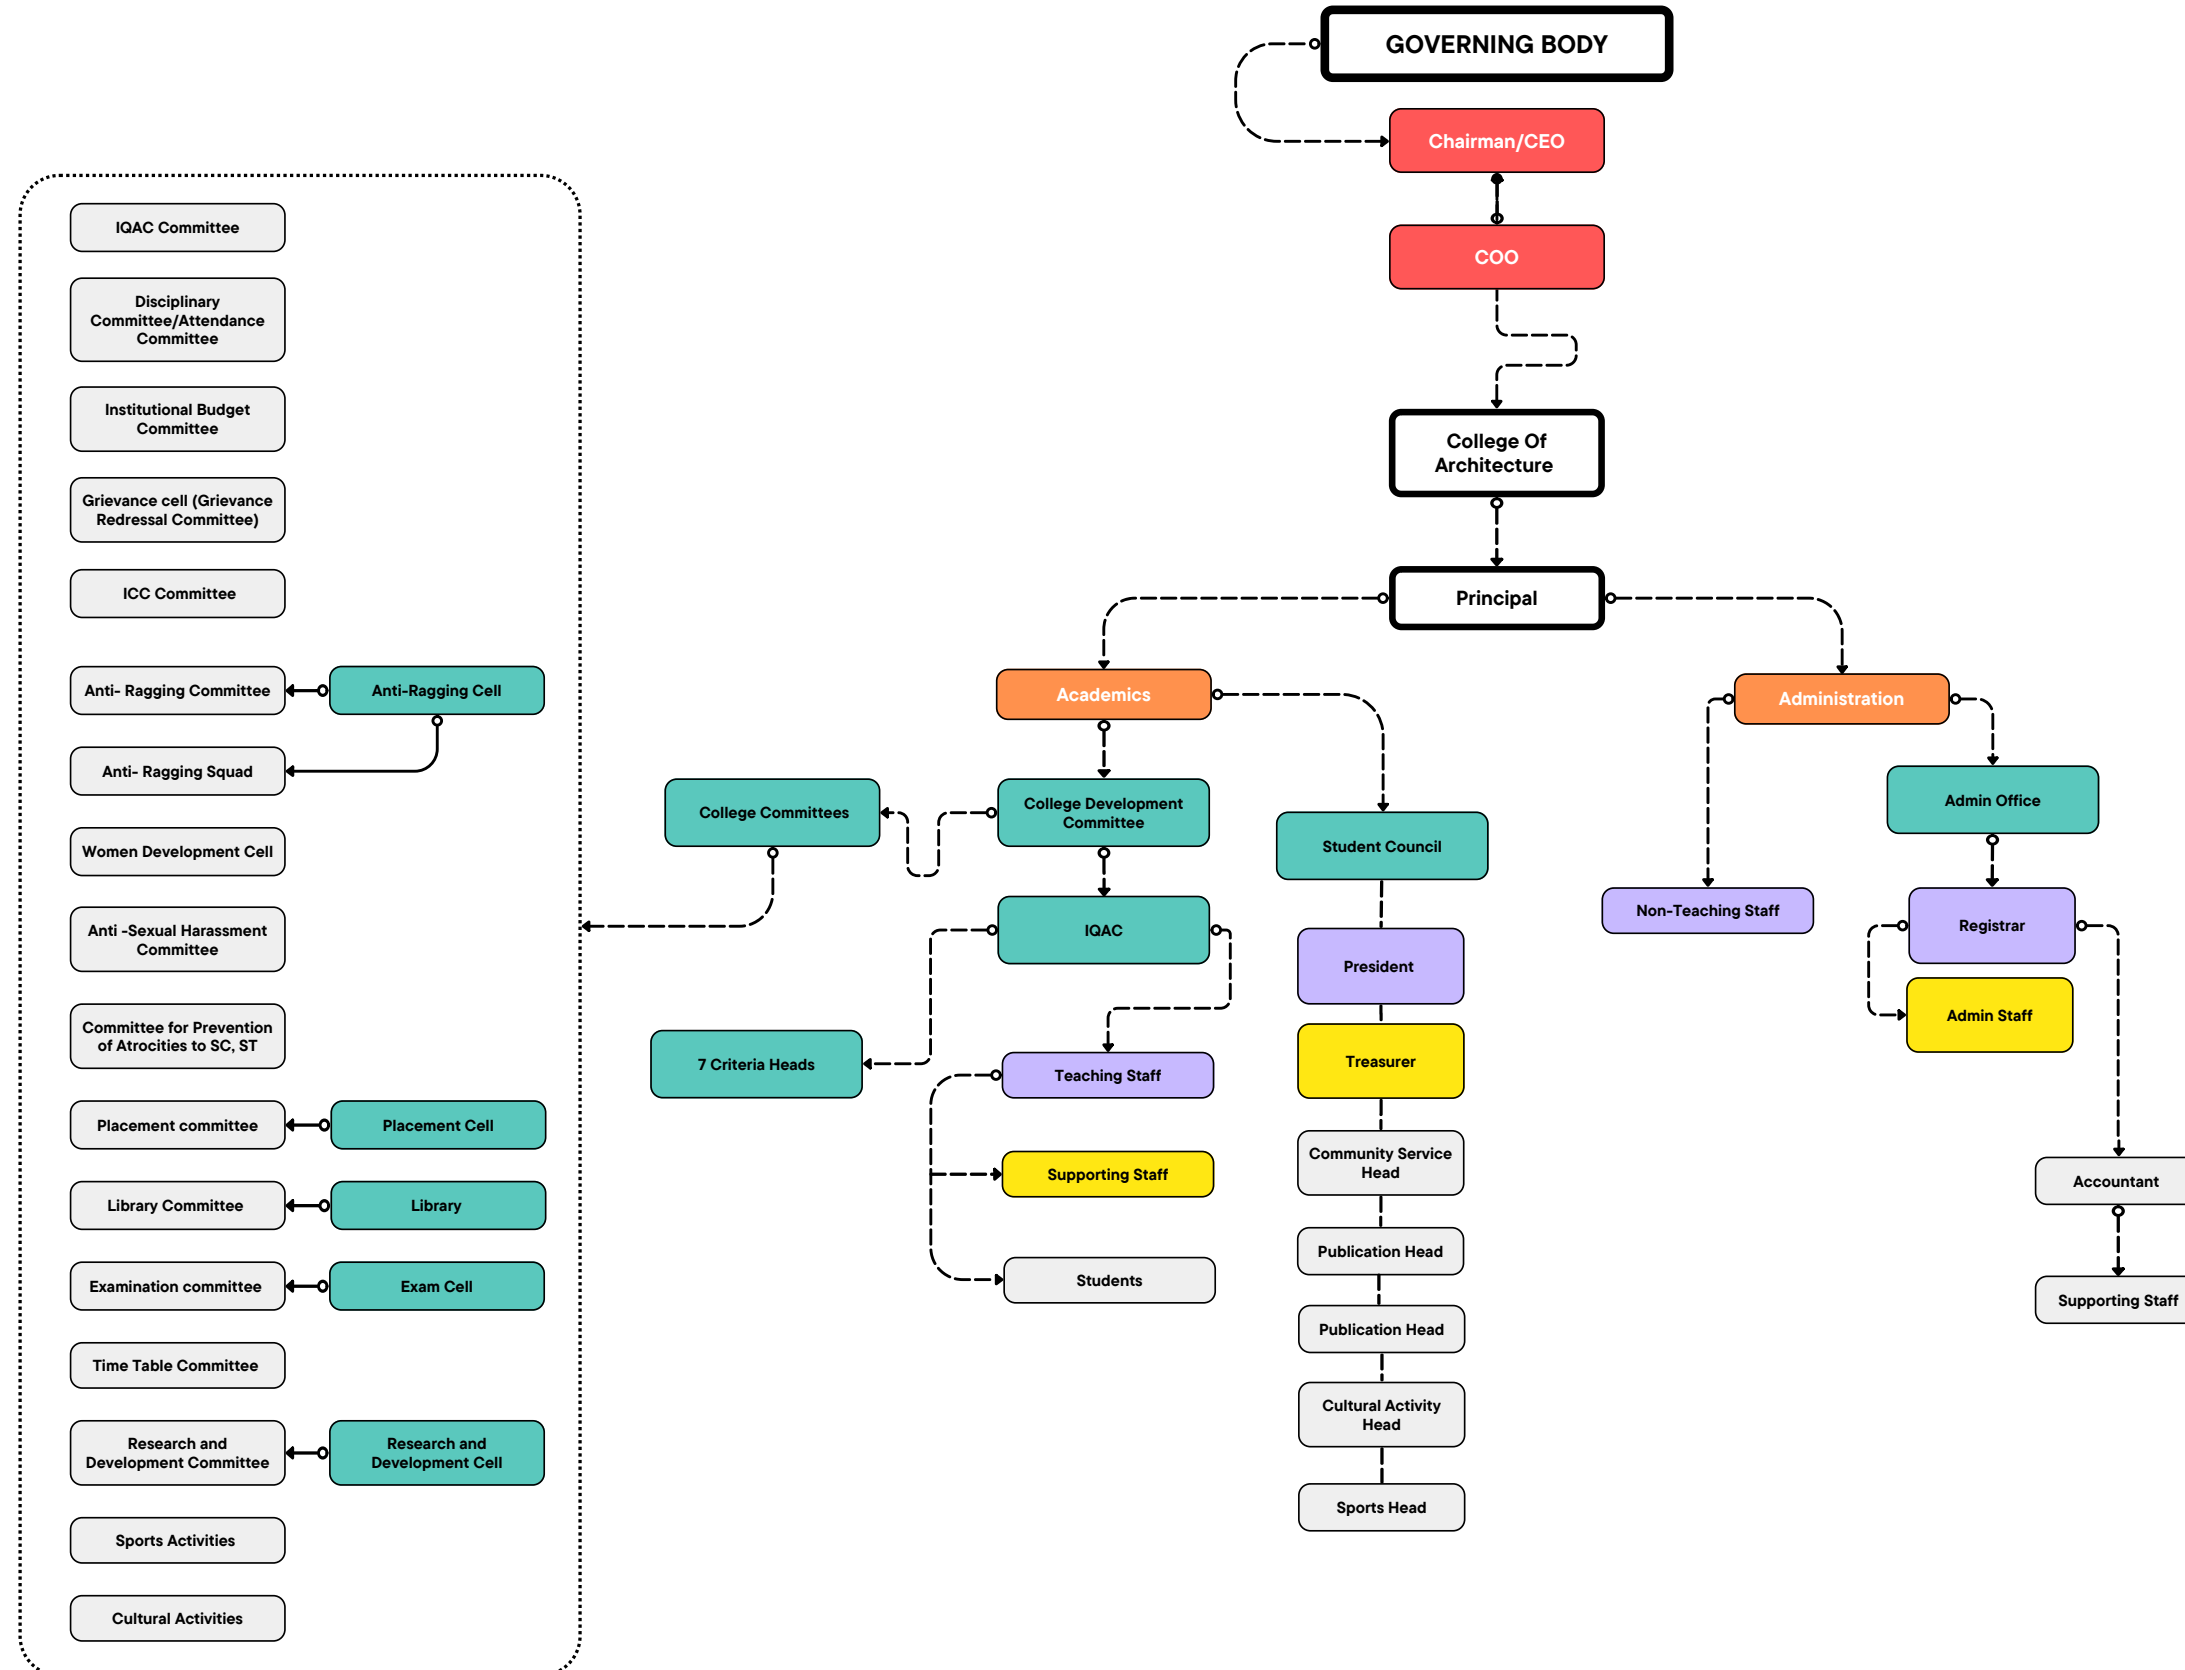 GOVERNING BODY
Chairman/CEO
COO
College Of
Architecture
Principal
Academics
Administration
College Committees
College Development
Committee
Student Council
Admin Office
IQAC
President
Non-Teaching Staff
Registrar
Admin Staff
7 Criteria Heads
Teaching Staff
Treasurer
Supporting Staff
Community Service
Head
Accountant
Students
Publication Head
Supporting Staff
Publication Head
Cultural Activity
Head
Sports Head
IQAC Committee
Disciplinary
Committee/Attendance
Committee
Institutional Budget
Committee
Grievance cell (Grievance
Redressal Committee)
ICC Committee
Anti- Ragging Committee
Anti-Ragging Cell
Anti- Ragging Squad
Women Development Cell
Anti -Sexual Harassment
Committee
Committee for Prevention
of Atrocities to SC, ST
Placement committee
Placement Cell
Library Committee
Library
Examination committee
Exam Cell
Time Table Committee
Research and
Development Committee
Research and
Development Cell
Sports Activities
Cultural Activities